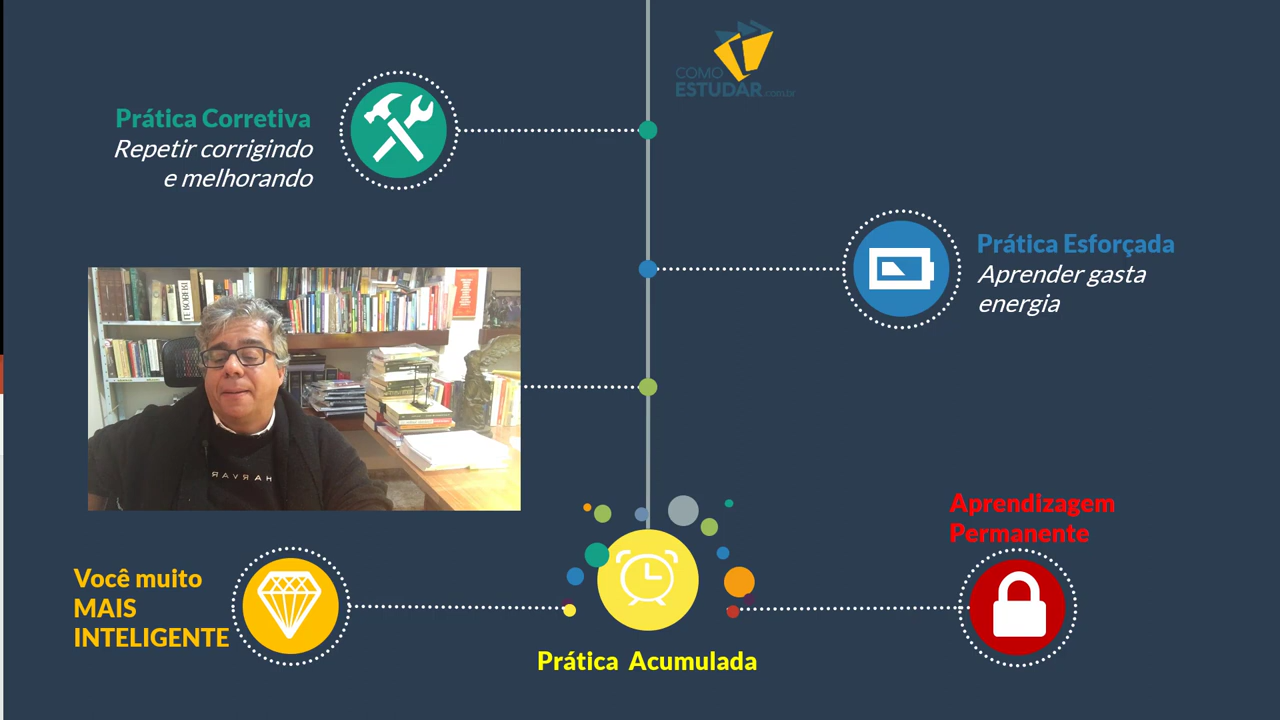 COMO
ESTUDAR.com.br
Prática Corretiva
Repetir corrigindo
e melhorando
Prática Esforçada
Aprender gasta
energia
HARVAR
Aprendizagem
Permanente
Você muito
MAIS
INTELIGENTE
Prática Acumulada